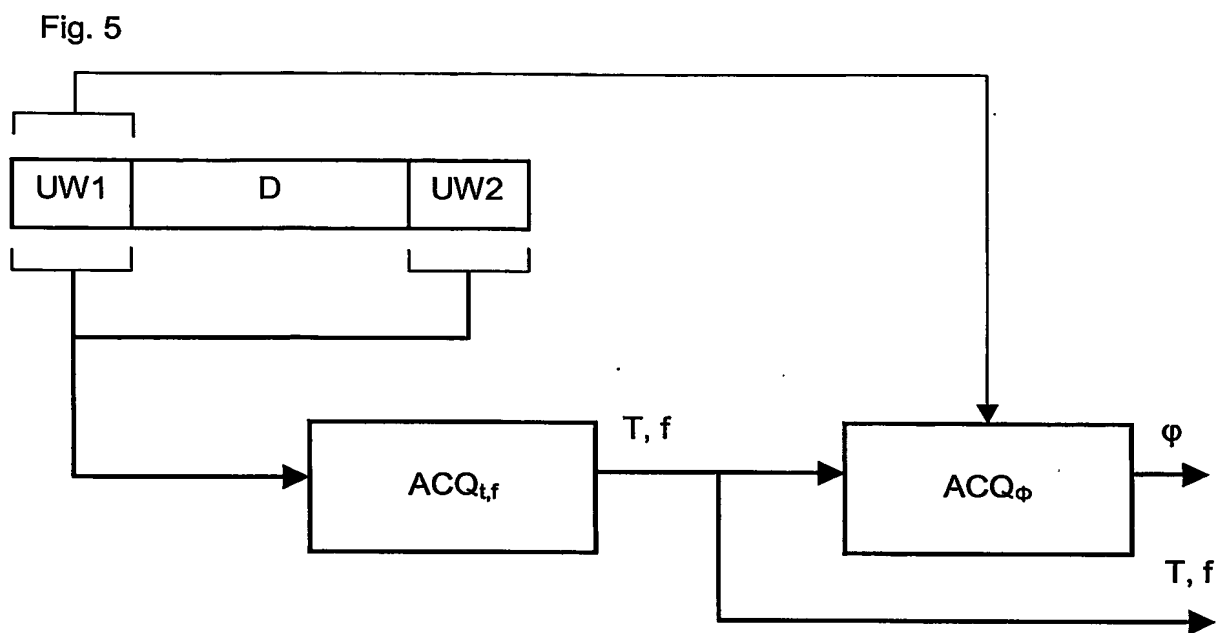 Fig. 5
UW1 D UW2
T, f
φ
ACQt,f
ACQΦ
T, f